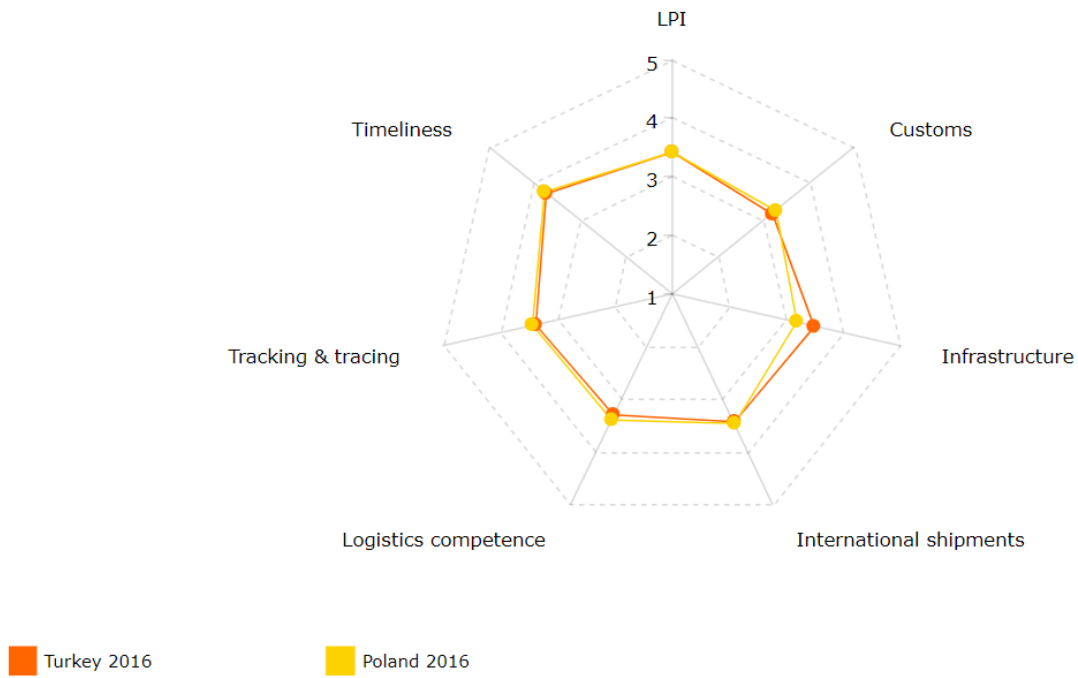 LPI
5
Timeliness
Customs
4
3
2
1
Tracking & tracing
Infrastructure
Logistics competence
International shipments
Turkey 2016
Poland 2016